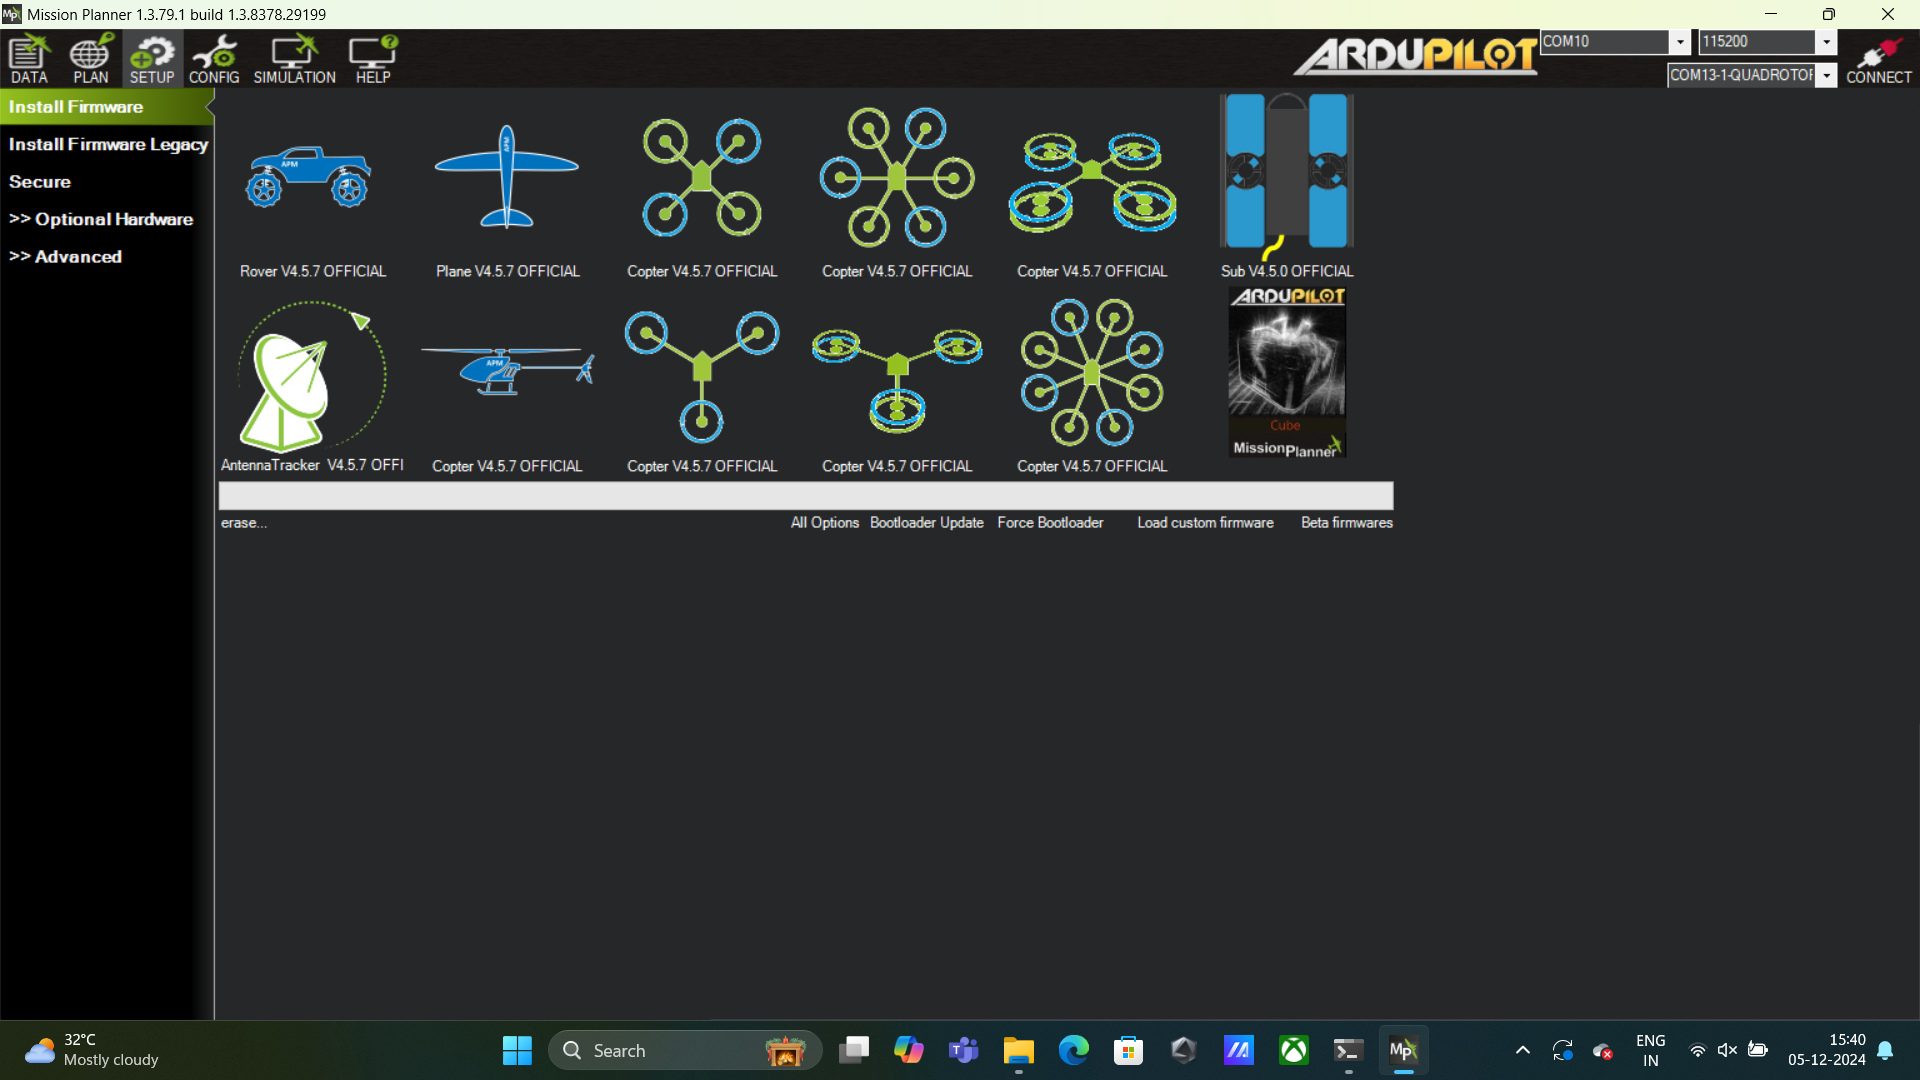 Mission Planner 1.3.79.1 build 1.3.8378.29199
DATA PLAN SETUP CONFIG SIMULATION HELP
ARDUPILOT
COM10 115200
COM13-1-QUADROTOR
CONNECT
Install Firmware
Install Firmware Legacy
Secure
>> Optional Hardware
>> Advanced
APM
APM
Rover V4.5.7 OFFICIAL Plane V4.5.7 OFFICIAL Copter V4.5.7 OFFICIAL Copter V4.5.7 OFFICIAL Copter V4.5.7 OFFICIAL Sub V4.5.0 OFFICIAL
ARDUPILOT
APM
Cube
MissionPlanner
AntennaTracker V4.5.7 OFFI Copter V4.5.7 OFFICIAL Copter V4.5.7 OFFICIAL Copter V4.5.7 OFFICIAL Copter V4.5.7 OFFICIAL
erase... All Options Bootloader Update Force Bootloader Load custom firmware Beta firmwares
32°C
Mostly cloudy
Search
MP
ENG
IN
15:40
05-12-2024